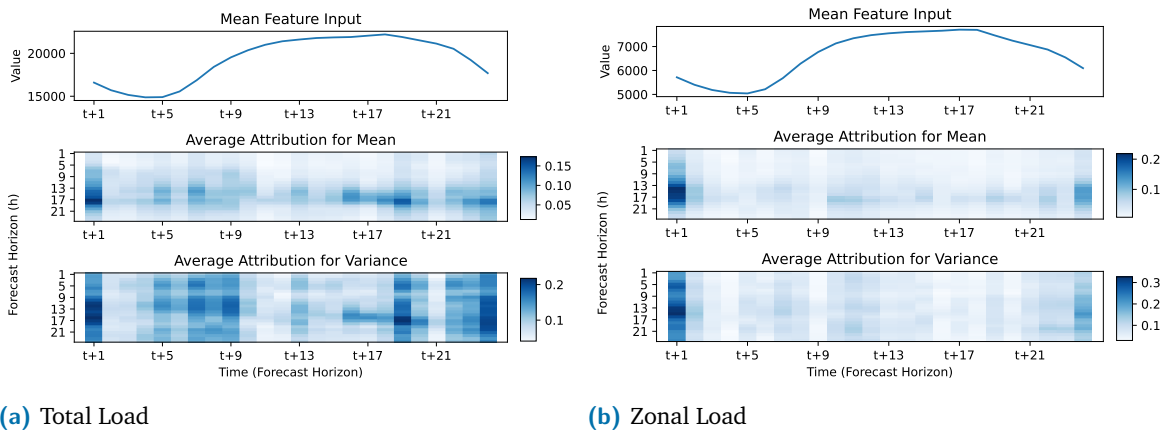 Mean Feature Input
Value
20000
15000
t+1 t+5 t+9 t+13 t+17 t+21
Average Attribution for Mean
1
5
9
13
17
21
0.15
0.10
0.05
t+1 t+5 t+9 t+13 t+17 t+21
Forecast Horizon (h)
Average Attribution for Variance
1
5
9
13
17
21
0.2
0.1
t+1 t+5 t+9 t+13 t+17 t+21
Time (Forecast Horizon)
(a) Total Load
Mean Feature Input
Value
7000
6000
5000
t+1 t+5 t+9 t+13 t+17 t+21
Average Attribution for Mean
1
5
9
13
17
21
0.2
0.1
t+1 t+5 t+9 t+13 t+17 t+21
Forecast Horizon (h)
Average Attribution for Variance
1
5
9
13
17
21
0.3
0.2
0.1
t+1 t+5 t+9 t+13 t+17 t+21
Time (Forecast Horizon)
(b) Zonal Load